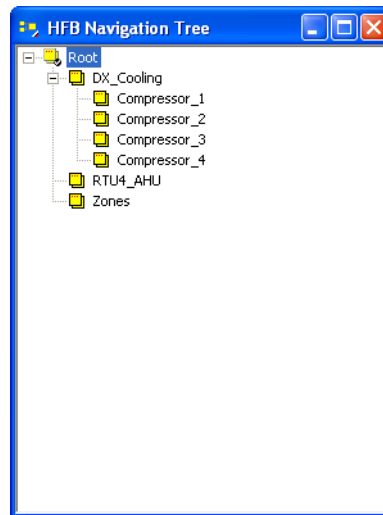 HFB Navigation Tree
Root
DX_Cooling
Compressor_1
Compressor_2
Compressor_3
Compressor_4
RTU4_AHU
Zones